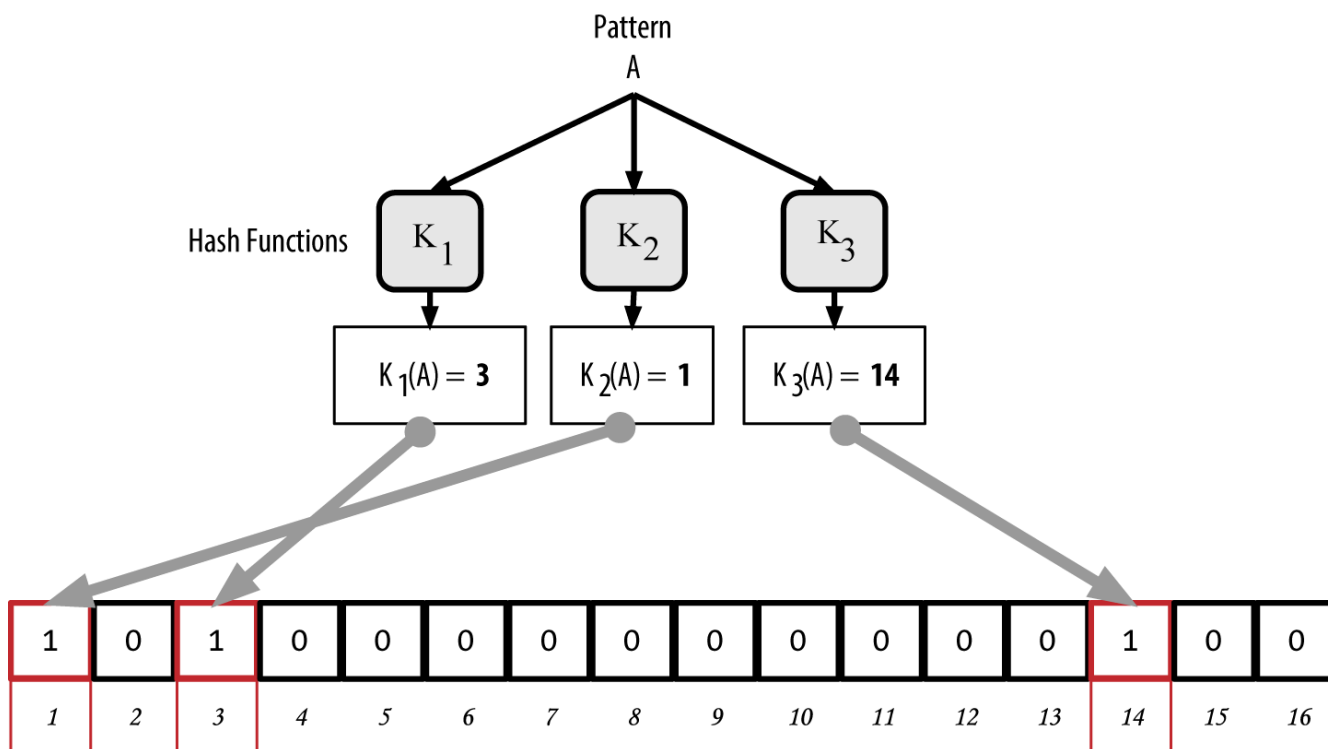 Pattern
A
Hash Functions
K1
K2
K3
K1(A) = 3
K2(A) = 1
K3(A) = 14
1 0 1 0 0 0 0 0 0 0 0 0 0 1 0 0
1 2 3 4 5 6 7 8 9 10 11 12 13 14 15 16